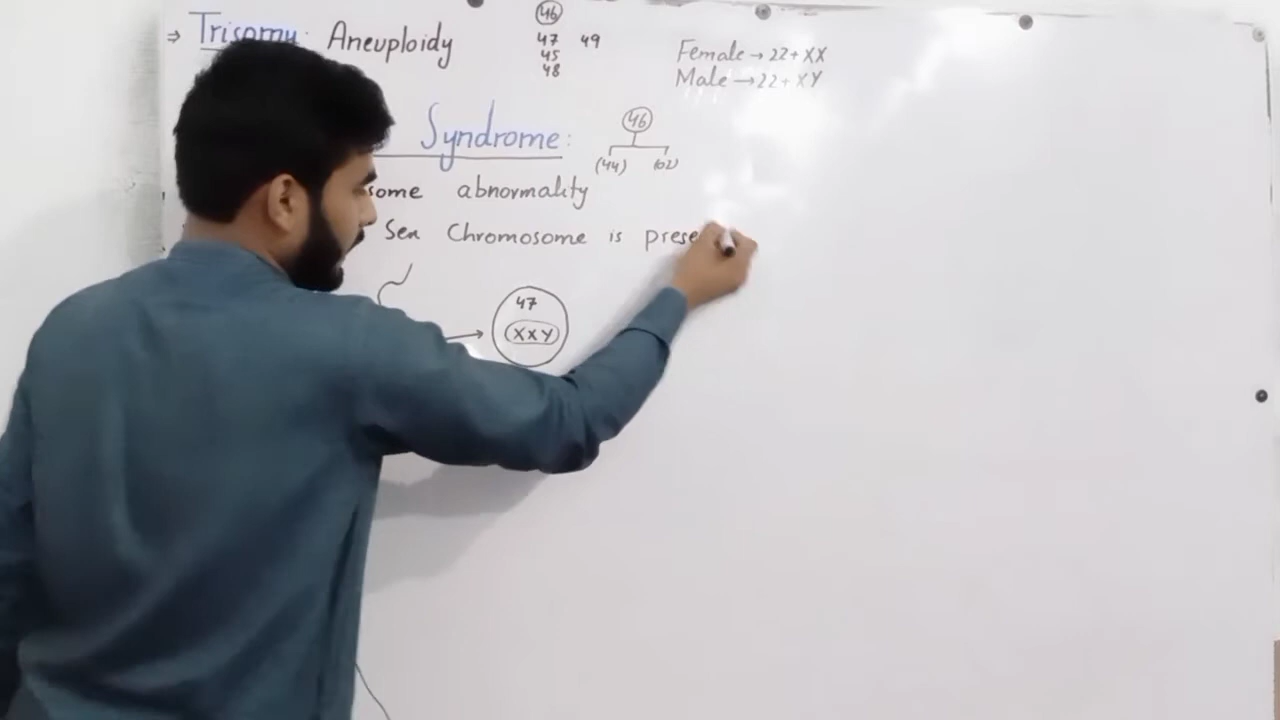 ⇒ Trisomy: Aneuploidy
46
47 49
45
48
Female → 22+ XX
Male → 22+ XY
Syndrome:
46
(44) (02)
some abnormality
Sex Chromosome is prese
47
XXY